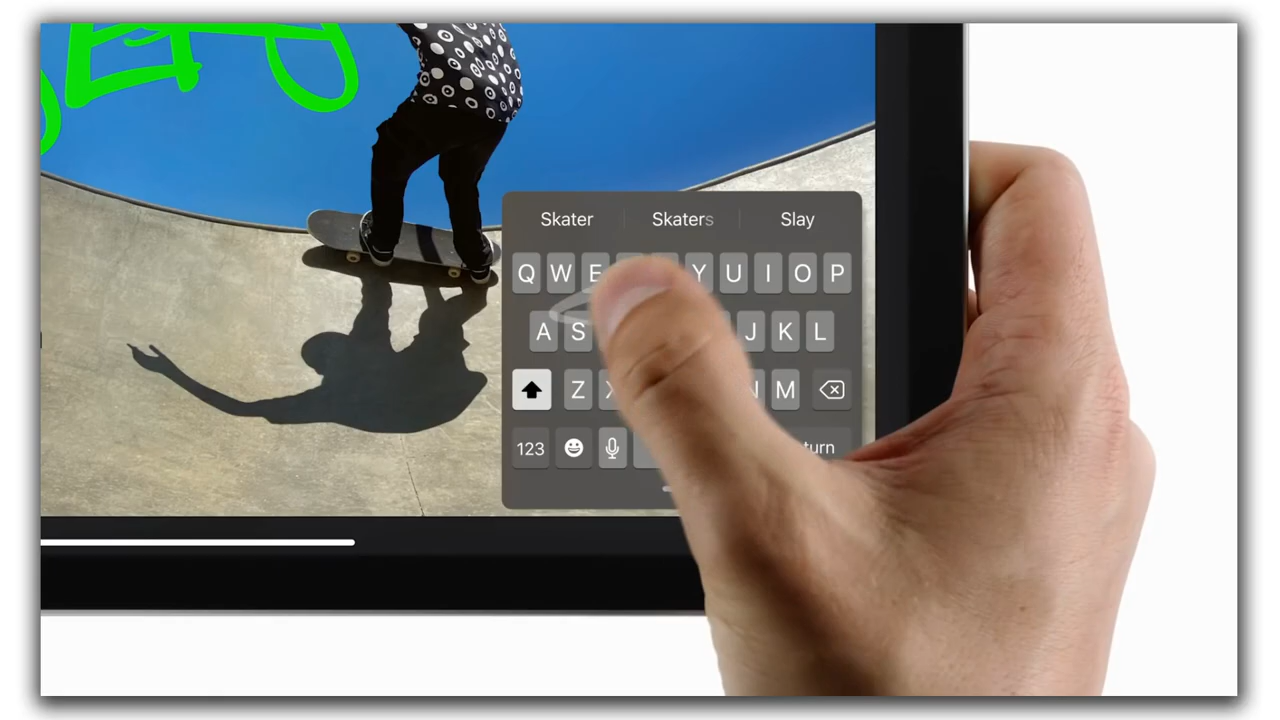 Skater Skaters Slay
Q W E Y U I O P
A S J K L
Z X N M
123